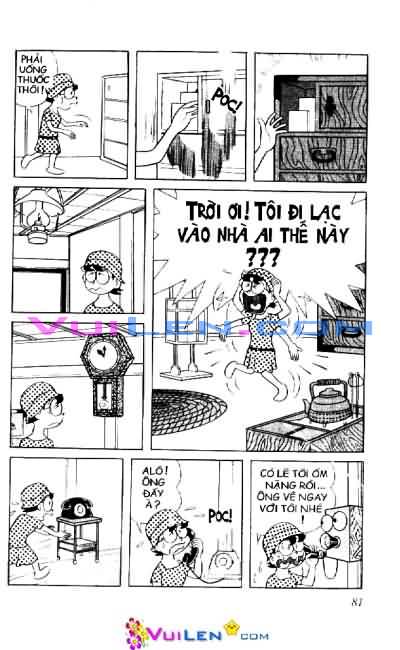 PHẢI
UỐNG
THUỐC
THÔI!
POC!
TRỜI ƠI! TÔI ĐI LẠC
VÀO NHÀ AI THẾ NÀY
???
VUILEN.COM
ALÔ!
ÔNG
ĐẤY
À?
POC!
CÓ LẼ TÔI ỐM
NẶNG RỒI...
ÔNG VỀ NGAY
VỚI TÔI NHÉ
81
VUILEN.COM